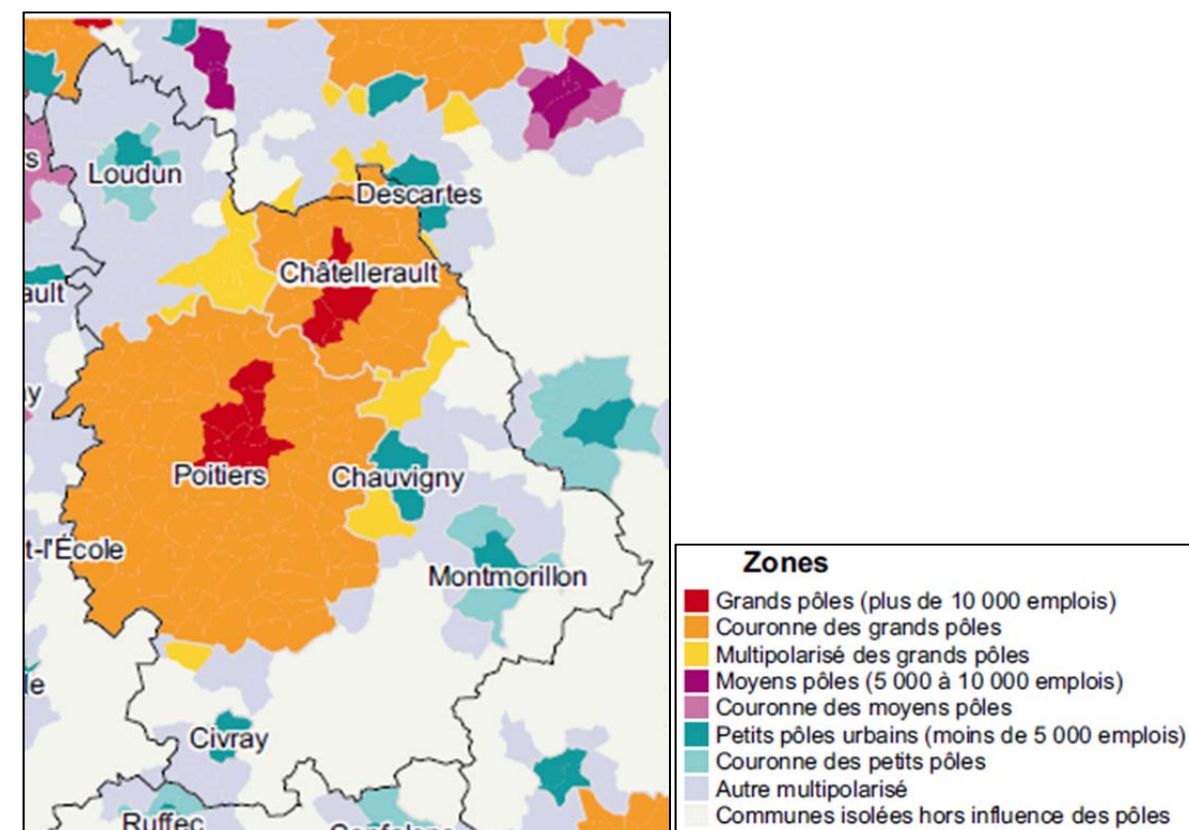 s
Loudun
Descartes
Châtellerault
ault
y
Poitiers
Chauvigny
t-l'École
Montmorillon
le
Civray
Ruffec
Zones
Grands pôles (plus de 10 000 emplois)
Couronne des grands pôles
Multipolarisé des grands pôles
Moyens pôles (5 000 à 10 000 emplois)
Couronne des moyens pôles
Petits pôles urbains (moins de 5 000 emplois)
Couronne des petits pôles
Autre multipolarisé
Communes isolées hors influence des pôles